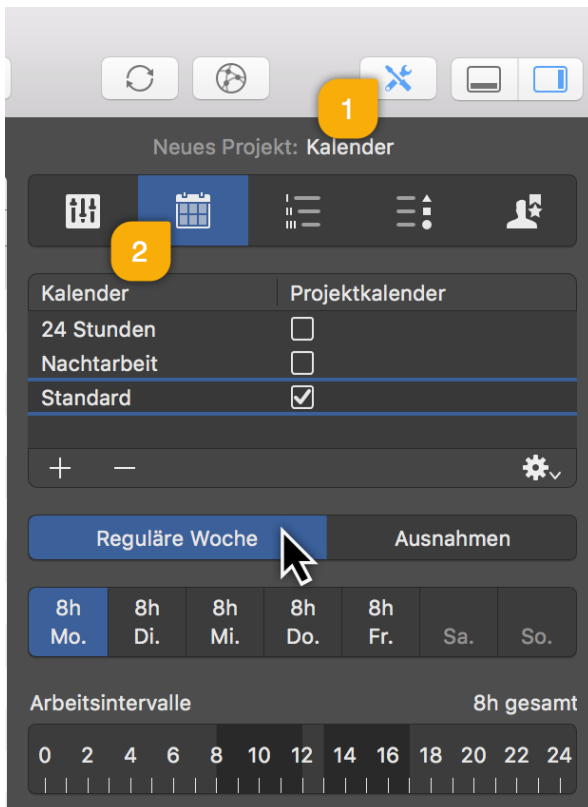 1
Neues Projekt: Kalender
2
Kalender Projektkalender
24 Stunden
Nachtarbeit
Standard
Reguläre Woche Ausnahmen
8h 8h 8h 8h 8h
Mo. Di. Mi. Do. Fr. Sa. So.
Arbeitsintervalle 8h gesamt
0 2 4 6 8 10 12 14 16 18 20 22 24